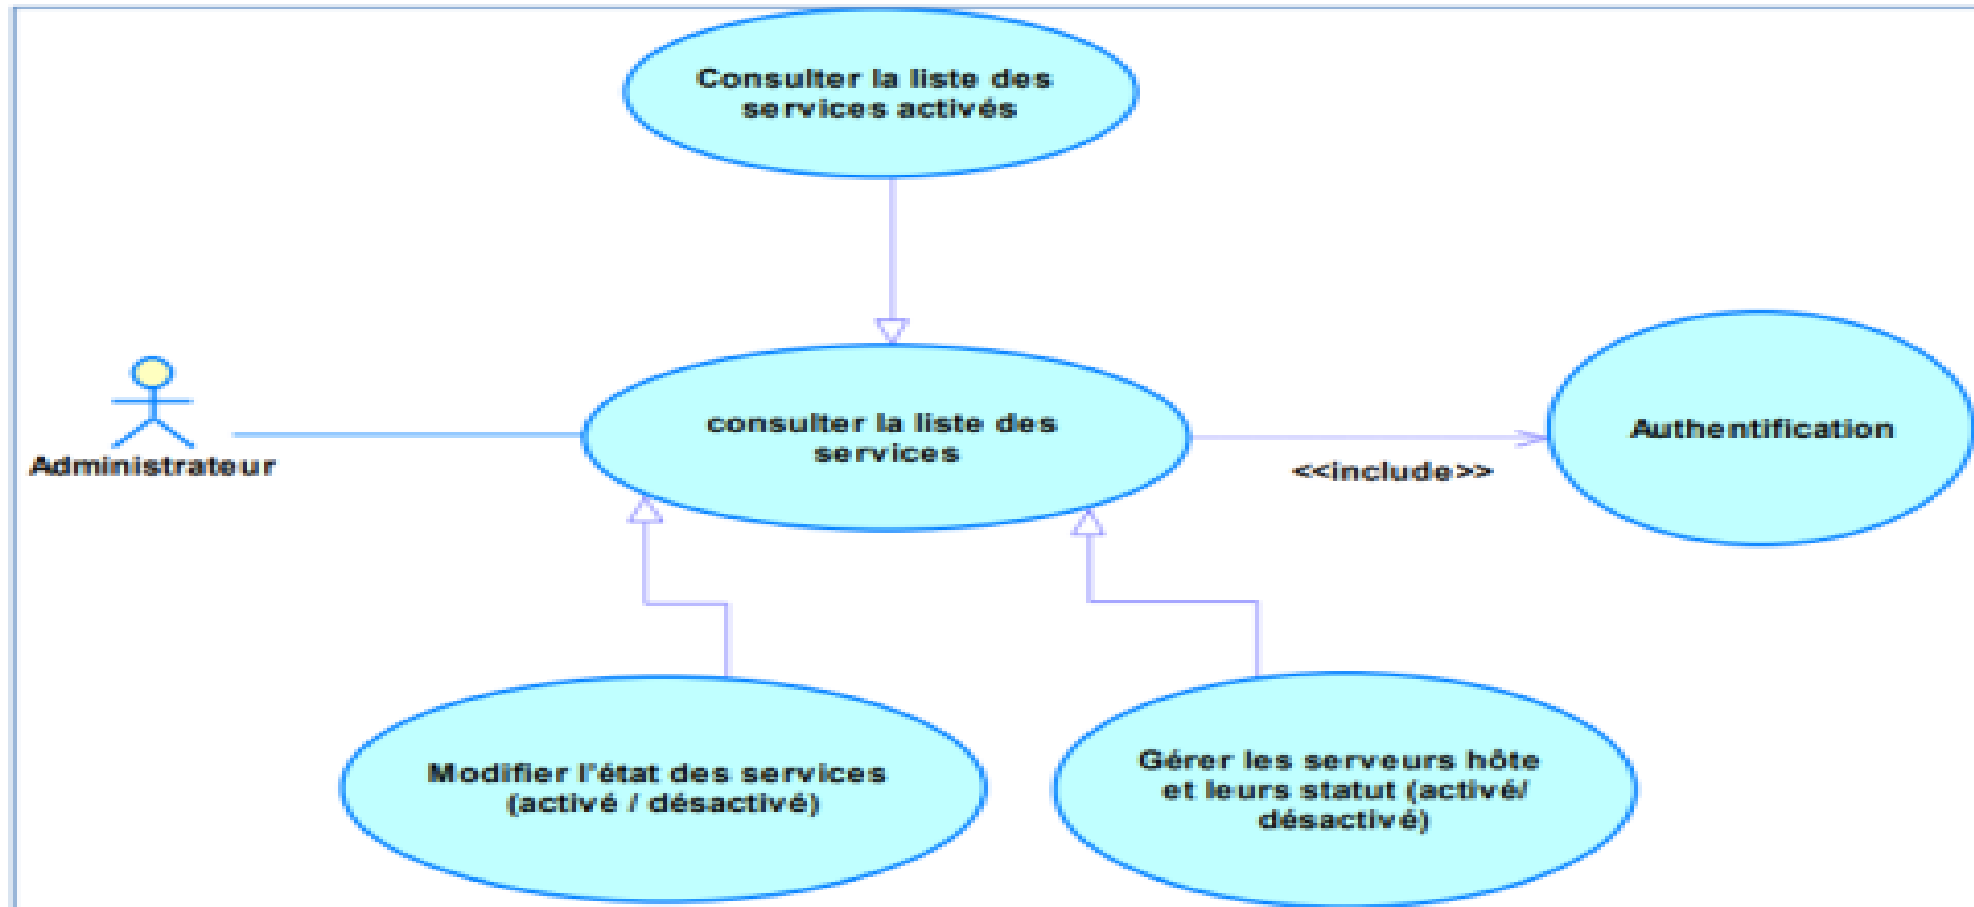 Consulter la liste des
services activés
consulter la liste des
services
Authentification
<<include>>
Administrateur
Modifier l'état des services
(activé / désactivé)
Gérer les serveurs hôte
et leurs statut (activé/
désactivé)